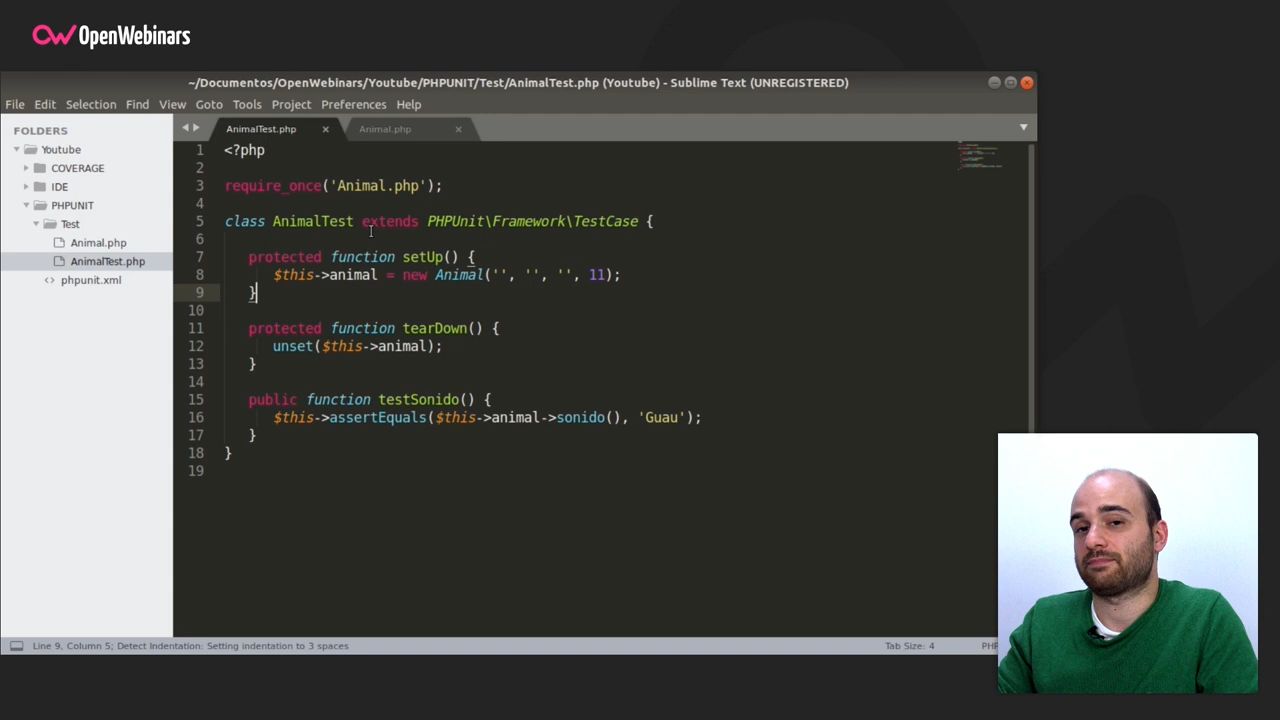 OpenWebinars
~/Documentos/OpenWebinars/Youtube/PHPUNIT/Test/AnimalTest.php (Youtube) - Sublime Text (UNREGISTERED)
File Edit Selection Find View Goto Tools Project Preferences Help
FOLDERS
Youtube
COVERAGE
IDE
PHPUNIT
Test
Animal.php
AnimalTest.php
phpunit.xml
AnimalTest.php Animal.php
1 <?php
2
3 require_once('Animal.php');
4
5 class AnimalTest extends PHPUnit\Framework\TestCase {
6
7 protected function setUp() {
8 $this->animal = new Animal('', '', '', 11);
9 }
10
11 protected function tearDown() {
12 unset($this->animal);
13 }
14
15 public function testSonido() {
16 $this->assertEquals($this->animal->sonido(), 'Guau');
17 }
18 }
19
Line 9, Column 5; Detect Indentation: Setting indentation to 3 spaces
Tab Size: 4
PH